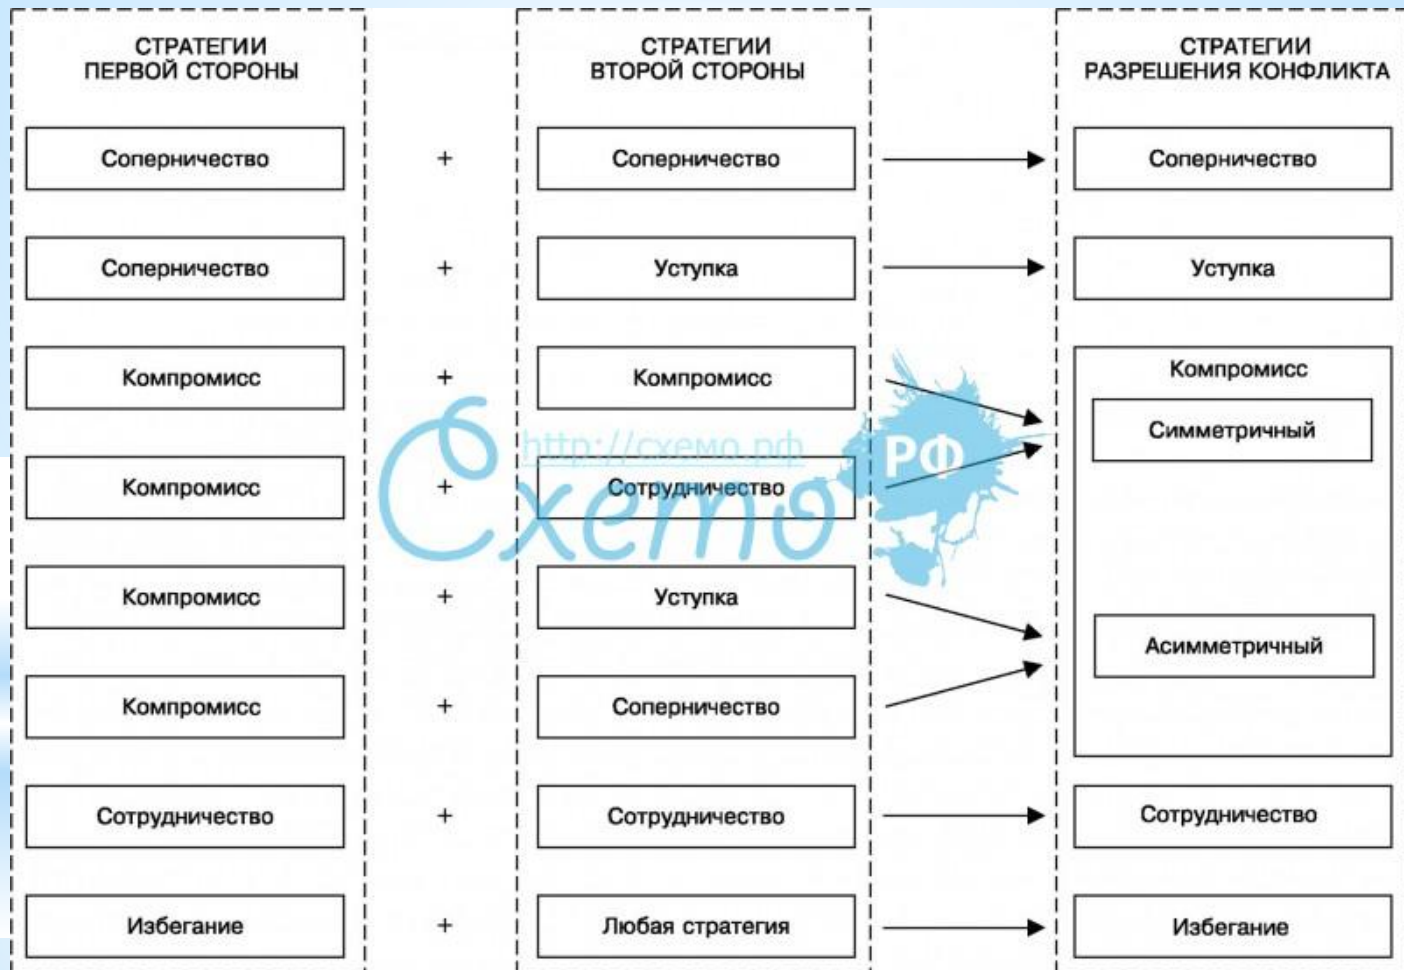 СТРАТЕГИИ
ПЕРВОЙ СТОРОНЫ
СТРАТЕГИИ
ВТОРОЙ СТОРОНЫ
СТРАТЕГИИ
РАЗРЕШЕНИЯ КОНФЛИКТА
Соперничество + Соперничество Соперничество
Соперничество + Уступка Уступка
Компромисс + Компромисс Компромисс
Симметричный
http://схемо.рф
Схемо РФ
Компромисс + Сотрудничество
Компромисс + Уступка
Асимметричный
Компромисс + Соперничество
Сотрудничество + Сотрудничество Сотрудничество
Избегание + Любая стратегия Избегание